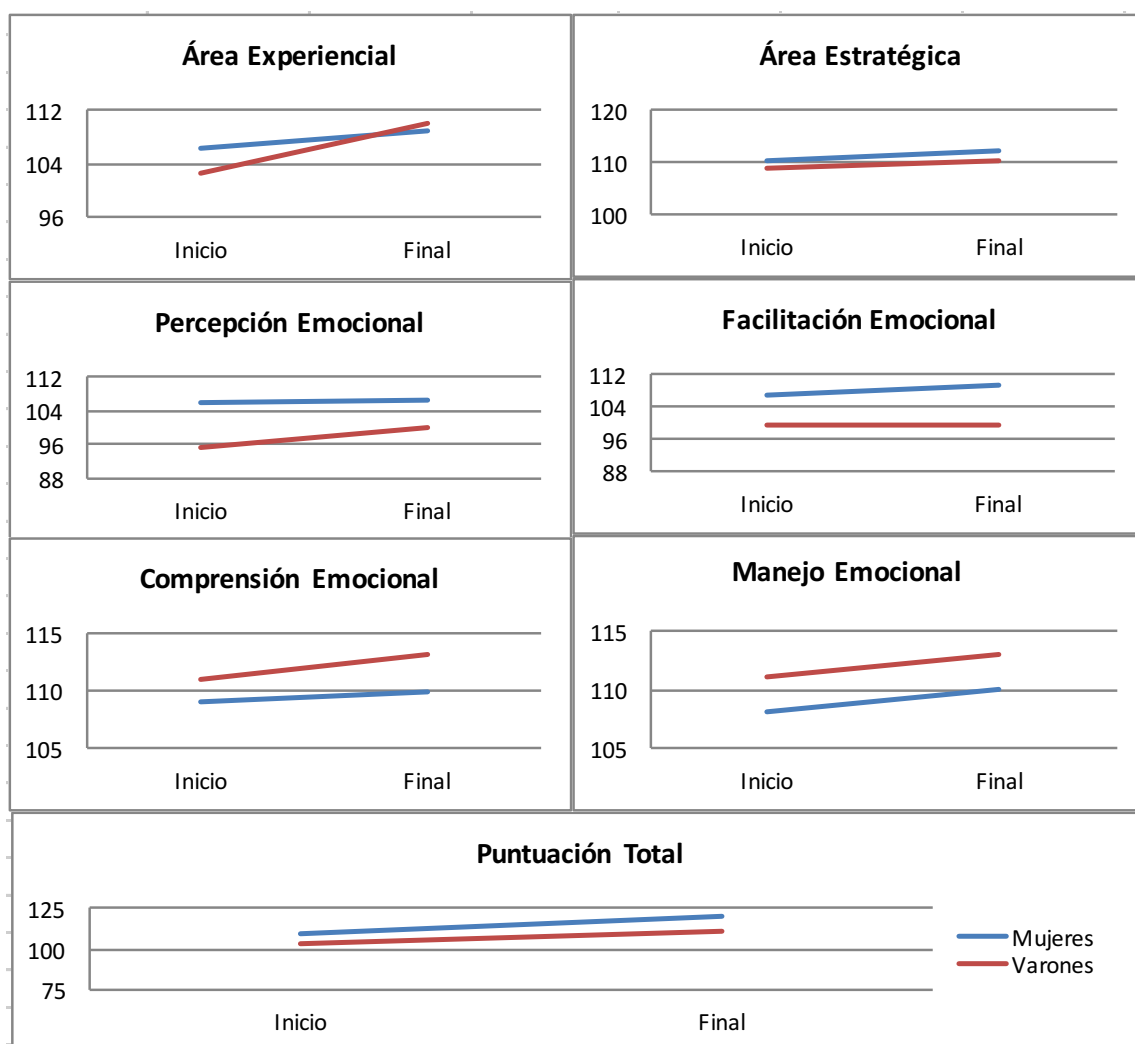 Área Experiencial
112
104
96
Inicio Final
Área Estratégica
120
110
100
Inicio Final
Percepción Emocional
112
104
96
88
Inicio Final
Facilitación Emocional
112
104
96
88
Inicio Final
Comprensión Emocional
115
110
105
Inicio Final
Manejo Emocional
115
110
105
Inicio Final
Puntuación Total
125
100
75
Inicio Final
Mujeres
Varones